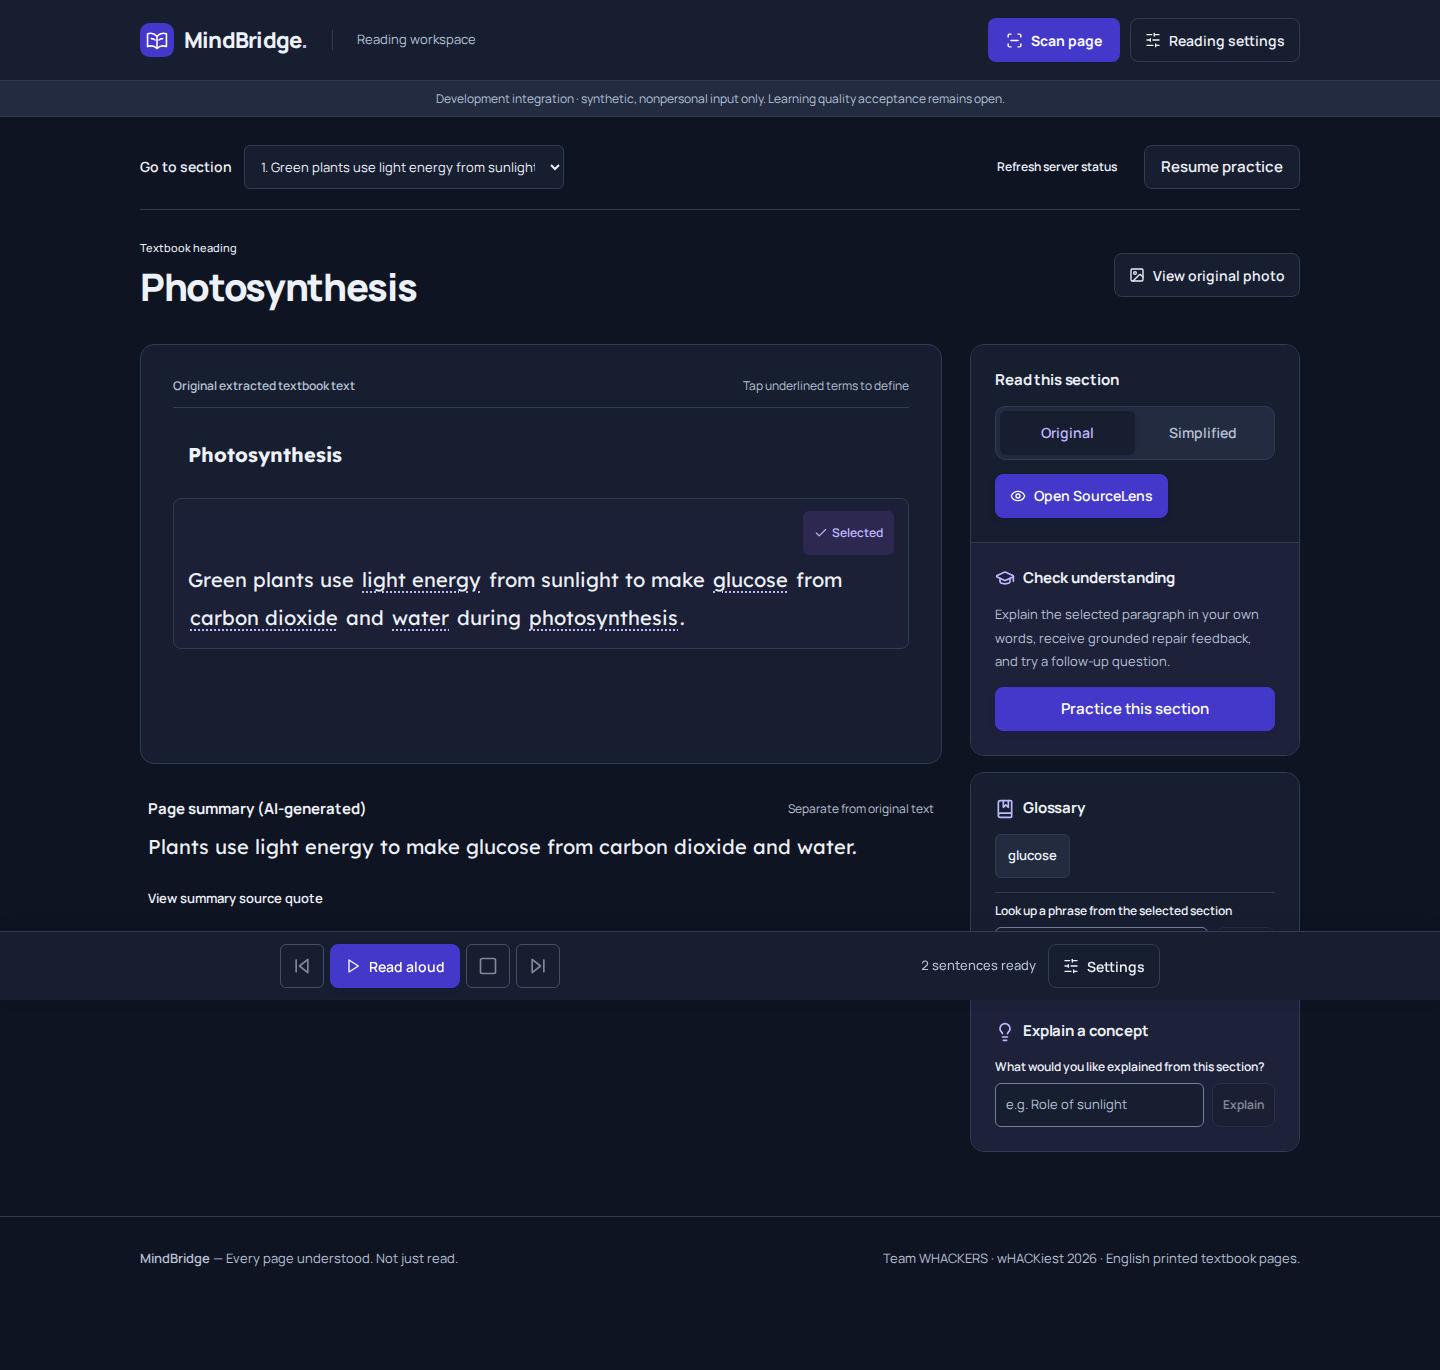 MindBridge.
Reading workspace
Scan page
Reading settings
Development integration · synthetic, nonpersonal input only. Learning quality acceptance remains open.
Go to section
1. Green plants use light energy from sunlight
Refresh server status
Resume practice
Textbook heading
Photosynthesis
View original photo
Original extracted textbook text
Tap underlined terms to define
Photosynthesis
Selected
Green plants use light energy from sunlight to make glucose from
carbon dioxide and water during photosynthesis.
Read this section
Original
Simplified
Open SourceLens
Check understanding
Explain the selected paragraph in your own
words, receive grounded repair feedback,
and try a follow-up question.
Practice this section
Page summary (AI-generated)
Separate from original text
Plants use light energy to make glucose from carbon dioxide and water.
View summary source quote
Glossary
glucose
Look up a phrase from the selected section
Read aloud
2 sentences ready
Settings
Explain a concept
What would you like explained from this section?
e.g. Role of sunlight
Explain
MindBridge — Every page understood. Not just read.
Team WHACKERS · wHACKiest 2026 · English printed textbook pages.